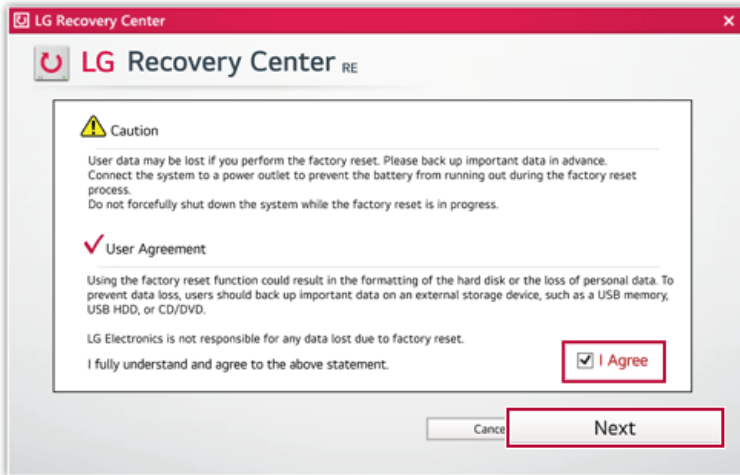 LG Recovery Center
LG Recovery Center RE
Caution
User data may be lost if you perform the factory reset. Please back up important data in advance.
Connect the system to a power outlet to prevent the battery from running out during the factory reset
process.
Do not forcefully shut down the system while the factory reset is in progress.
User Agreement
Using the factory reset function could result in the formatting of the hard disk or the loss of personal data. To
prevent data loss, users should back up important data on an external storage device, such as a USB memory,
USB HDD, or CD/DVD.
LG Electronics is not responsible for any data lost due to factory reset.
I fully understand and agree to the above statement.
I Agree
Cance
Next